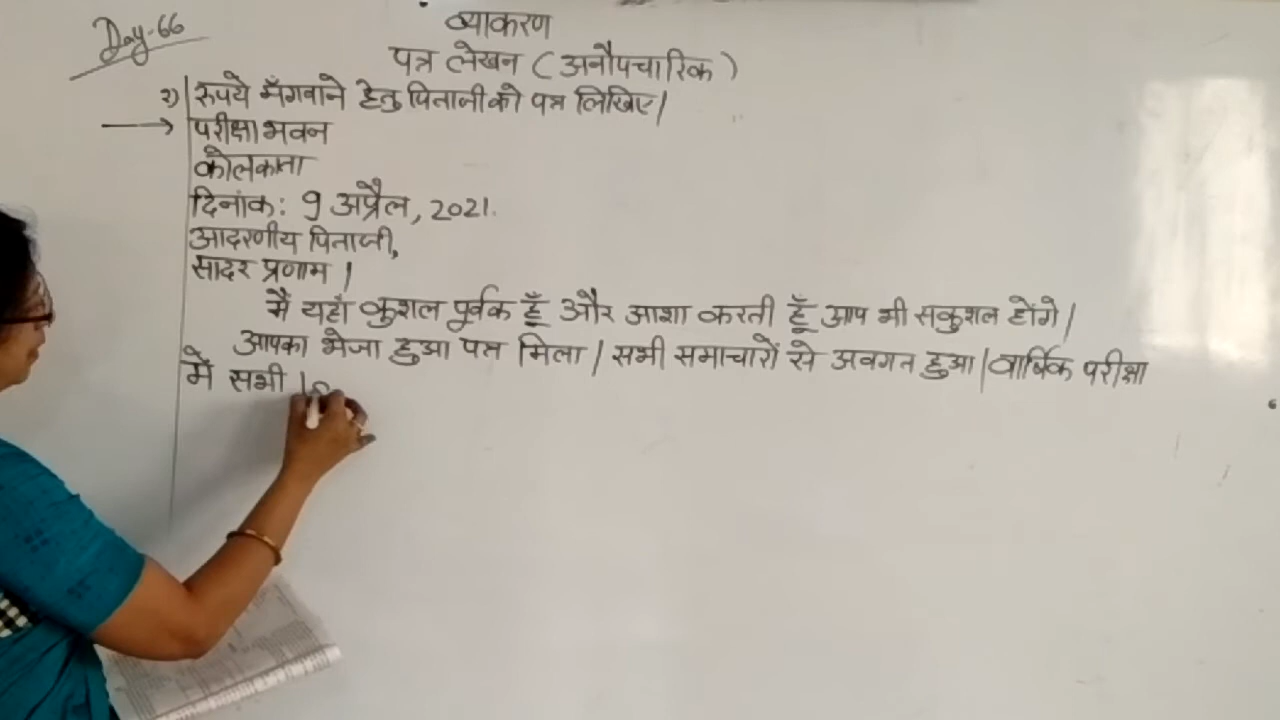 Day-66
व्याकरण
पत्र लेखन (अनौपचारिक)
२) रुपये मँगवाने हेतु पिताजी को पत्र लिखिए।
→ परीक्षा भवन
कोलकाता
दिनांक: 9 अप्रैल, 2021.
आदरणीय पिताजी,
सादर प्रणाम।
मैं यहाँ कुशल पूर्वक हूँ और आशा करती हूँ आप भी सकुशल होंगे।
आपका भेजा हुआ पत्र मिला। सभी समाचारों से अवगत हुआ। वार्षिक परीक्षा
में सभी